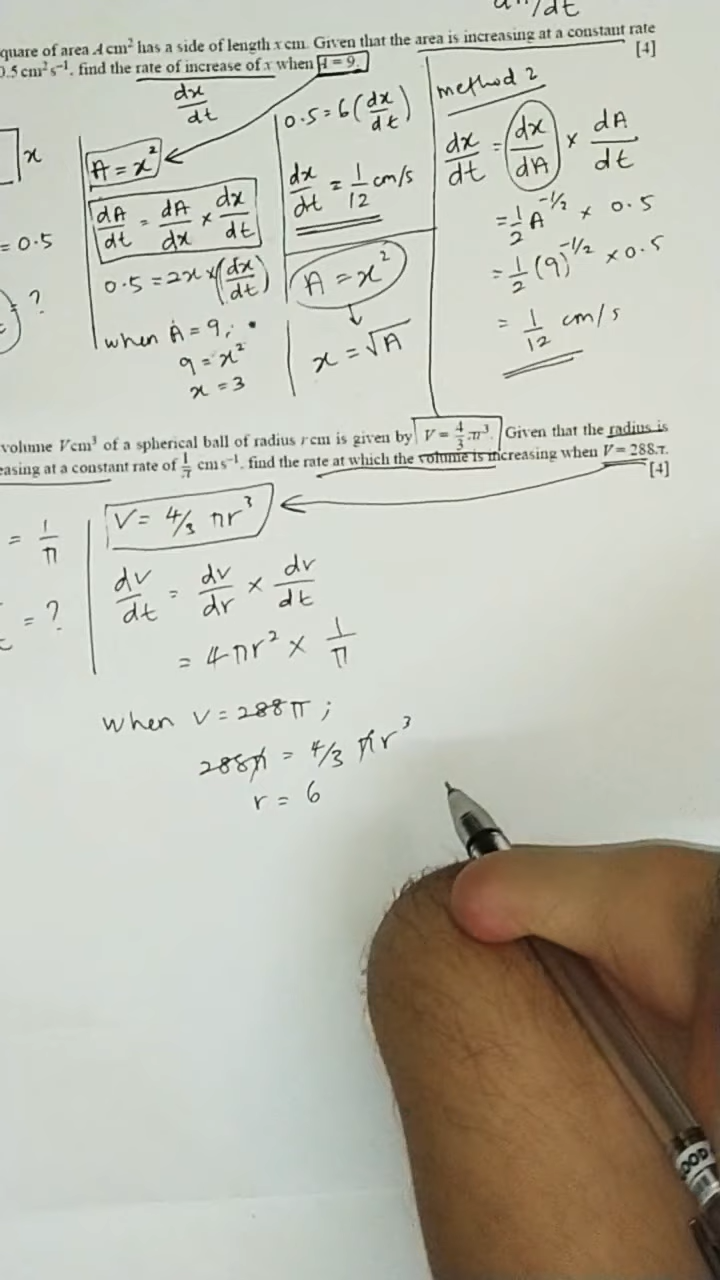 dt
quare of area A cm² has a side of length x cm. Given that the area is increasing at a constant rate
0.5 cm² s⁻¹, find the rate of increase of x when A = 9.
[4]
dx/dt
x
= 0.5
= ?
A = x²
dA/dt = dA/dx × dx/dt
0.5 = 2x × (dx/dt)
when A = 9,
9 = x²
x = 3
0.5 = 6(dx/dt)
dx/dt = 1/12 cm/s
A = x²
x = √A
method 2
dx/dt = dx/dA × dA/dt
= 1/2 A^-1/2 × 0.5
= 1/2 (9)^-1/2 × 0.5
= 1/12 cm/s
volume V cm³ of a spherical ball of radius r cm is given by V = 4/3 πr³. Given that the radius is
easing at a constant rate of 1/π cm s⁻¹, find the rate at which the volume is increasing when V = 288π.
[4]
= 1/π
= ?
V = 4/3 πr³
dv/dt = dv/dr × dr/dt
= 4πr² × 1/π
when V = 288π ;
288π = 4/3 πr³
r = 6